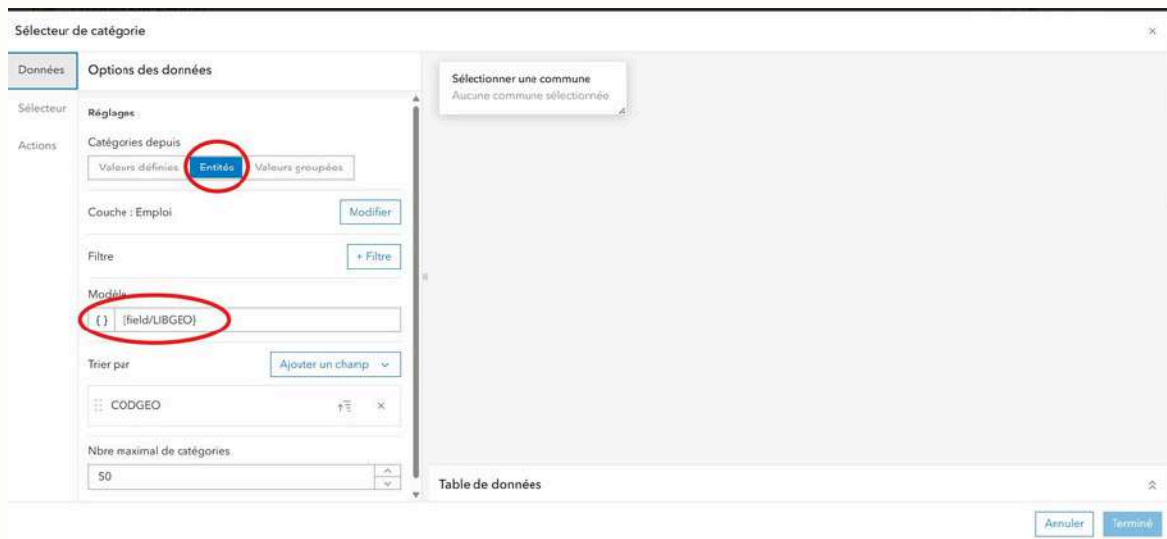 Sélecteur de catégorie
Données
Options des données
Sélectionner une commune
Aucune commune sélectionnée
Sélecteur
Réglages
Actions
Catégories depuis
Valeurs définies Entités Valeurs groupées
Couche : Emploi Modifier
Filtre + Filtre
Modèle
{ } {field/LIBGEO}
Trier par Ajouter un champ
CODGEO
Nbre maximal de catégories
50
Table de données
Annuler Terminé